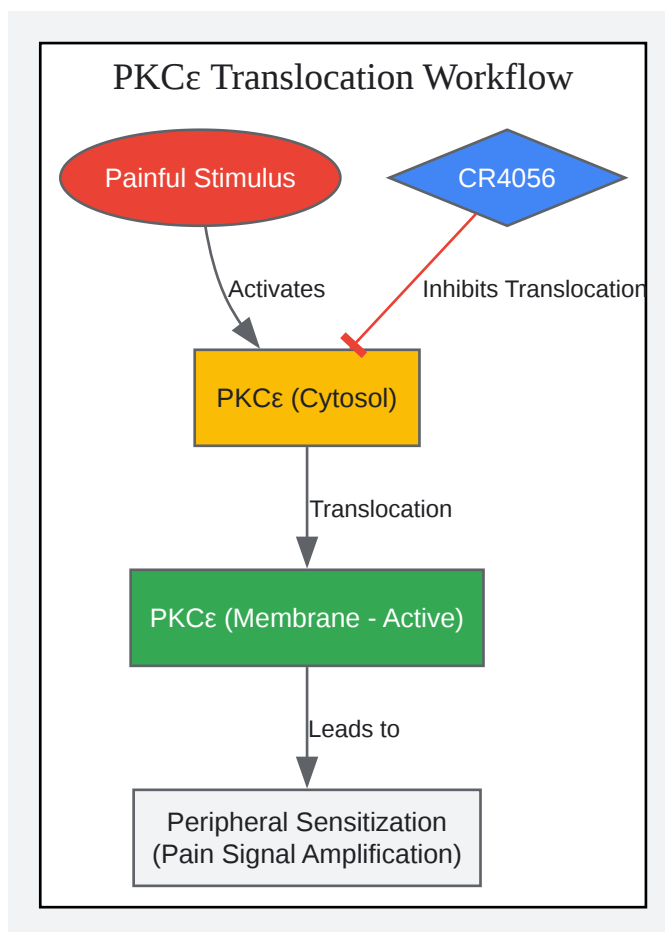 PKCε Translocation Workflow
Painful Stimulus
CR4056
Activates
Inhibits Translocation
PKCε (Cytosol)
Translocation
PKCε (Membrane - Active)
Leads to
Peripheral Sensitization
(Pain Signal Amplification)